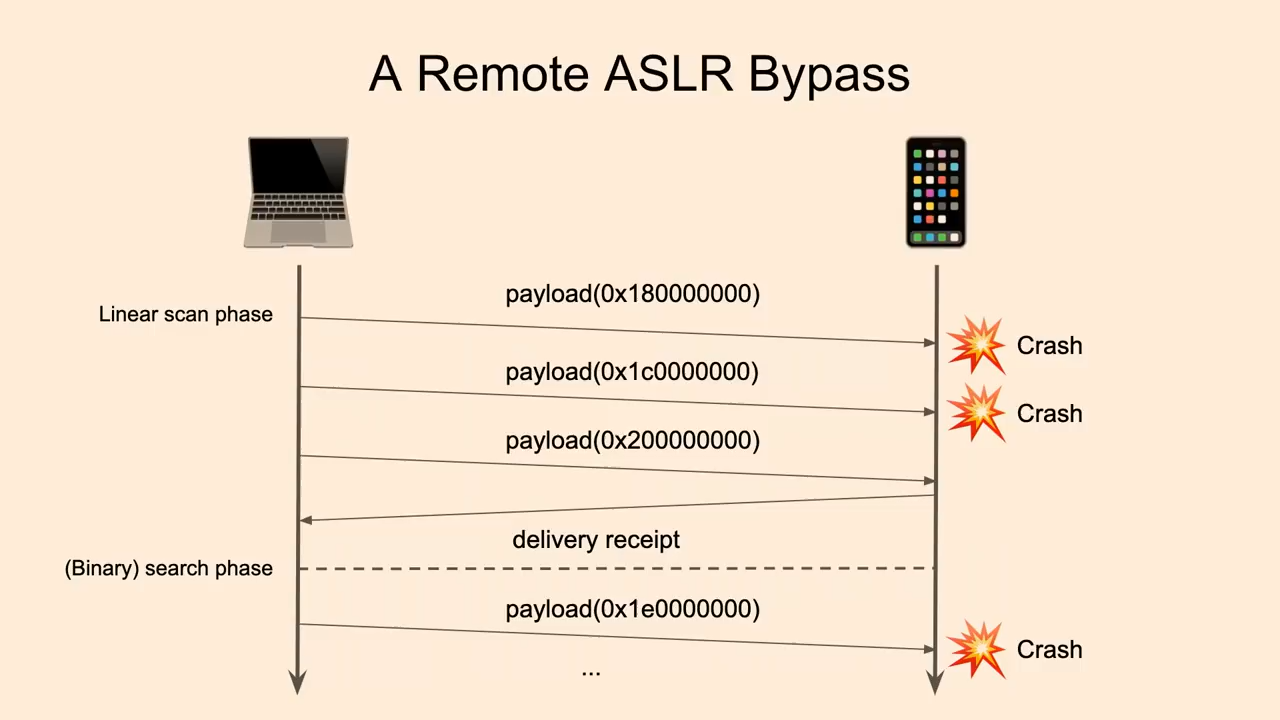 A Remote ASLR Bypass
Linear scan phase
payload(0x180000000)
Crash
payload(0x1c0000000)
Crash
payload(0x200000000)
delivery receipt
(Binary) search phase
payload(0x1e0000000)
Crash
...